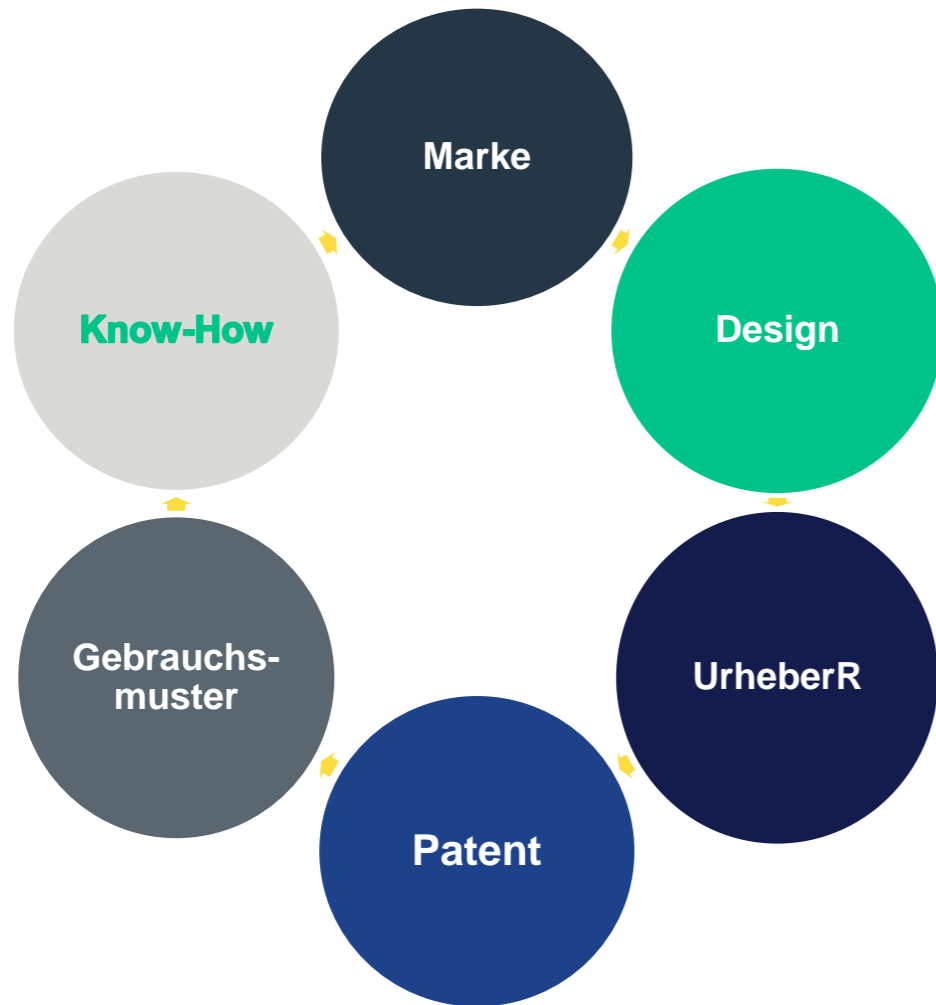 Marke
Design
UrheberR
Patent
Gebrauchs-
muster
Know-How